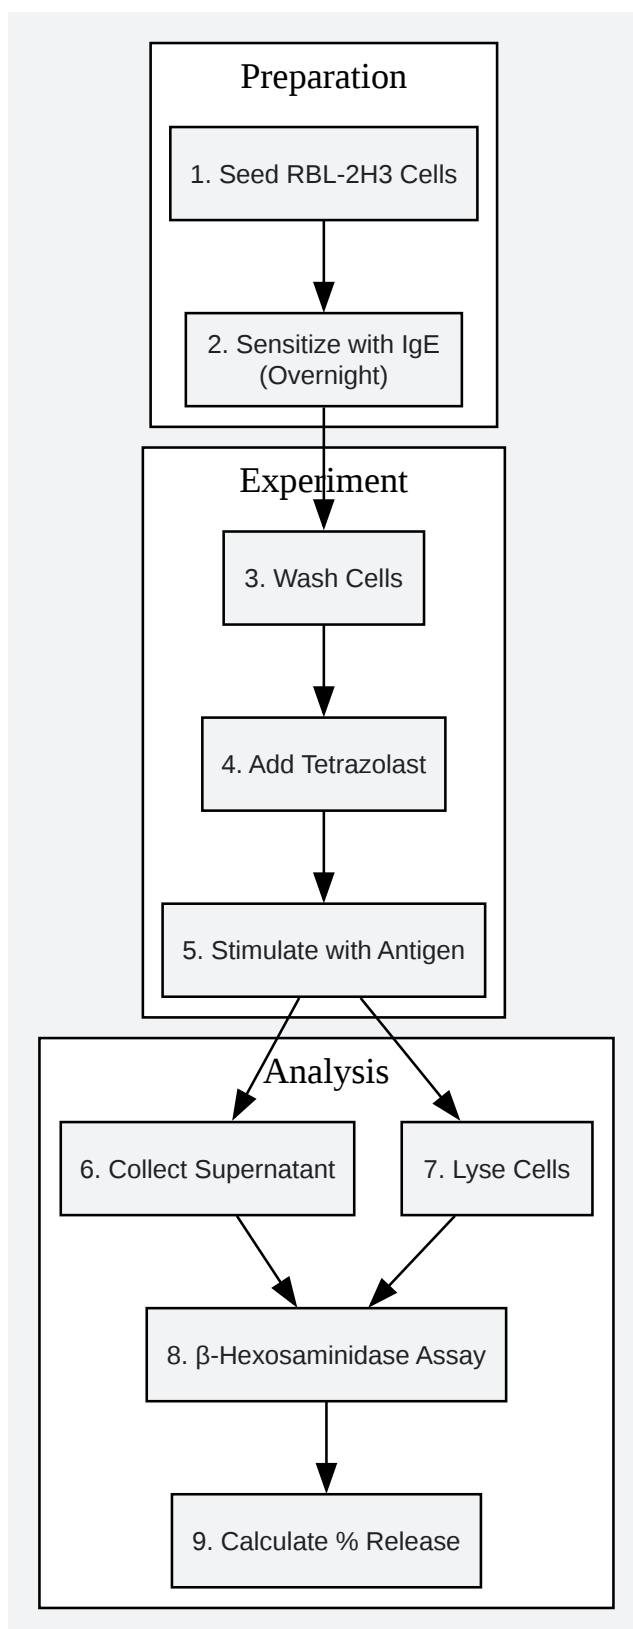 Preparation
1. Seed RBL-2H3 Cells
2. Sensitize with IgE
(Overnight)
Experiment
3. Wash Cells
4. Add Tetrazolast
5. Stimulate with Antigen
Analysis
6. Collect Supernatant
7. Lyse Cells
8. β-Hexosaminidase Assay
9. Calculate % Release